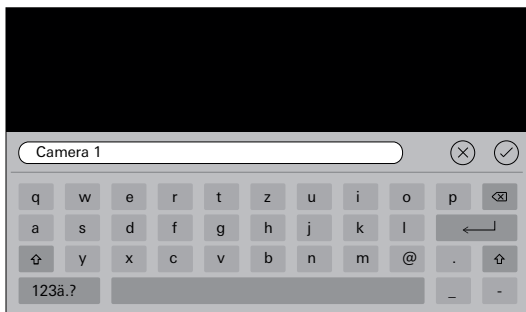 Camera 1
q w e r t z u i o p
a s d f g h j k l
y x c v b n m @ .
123ä.? _ -